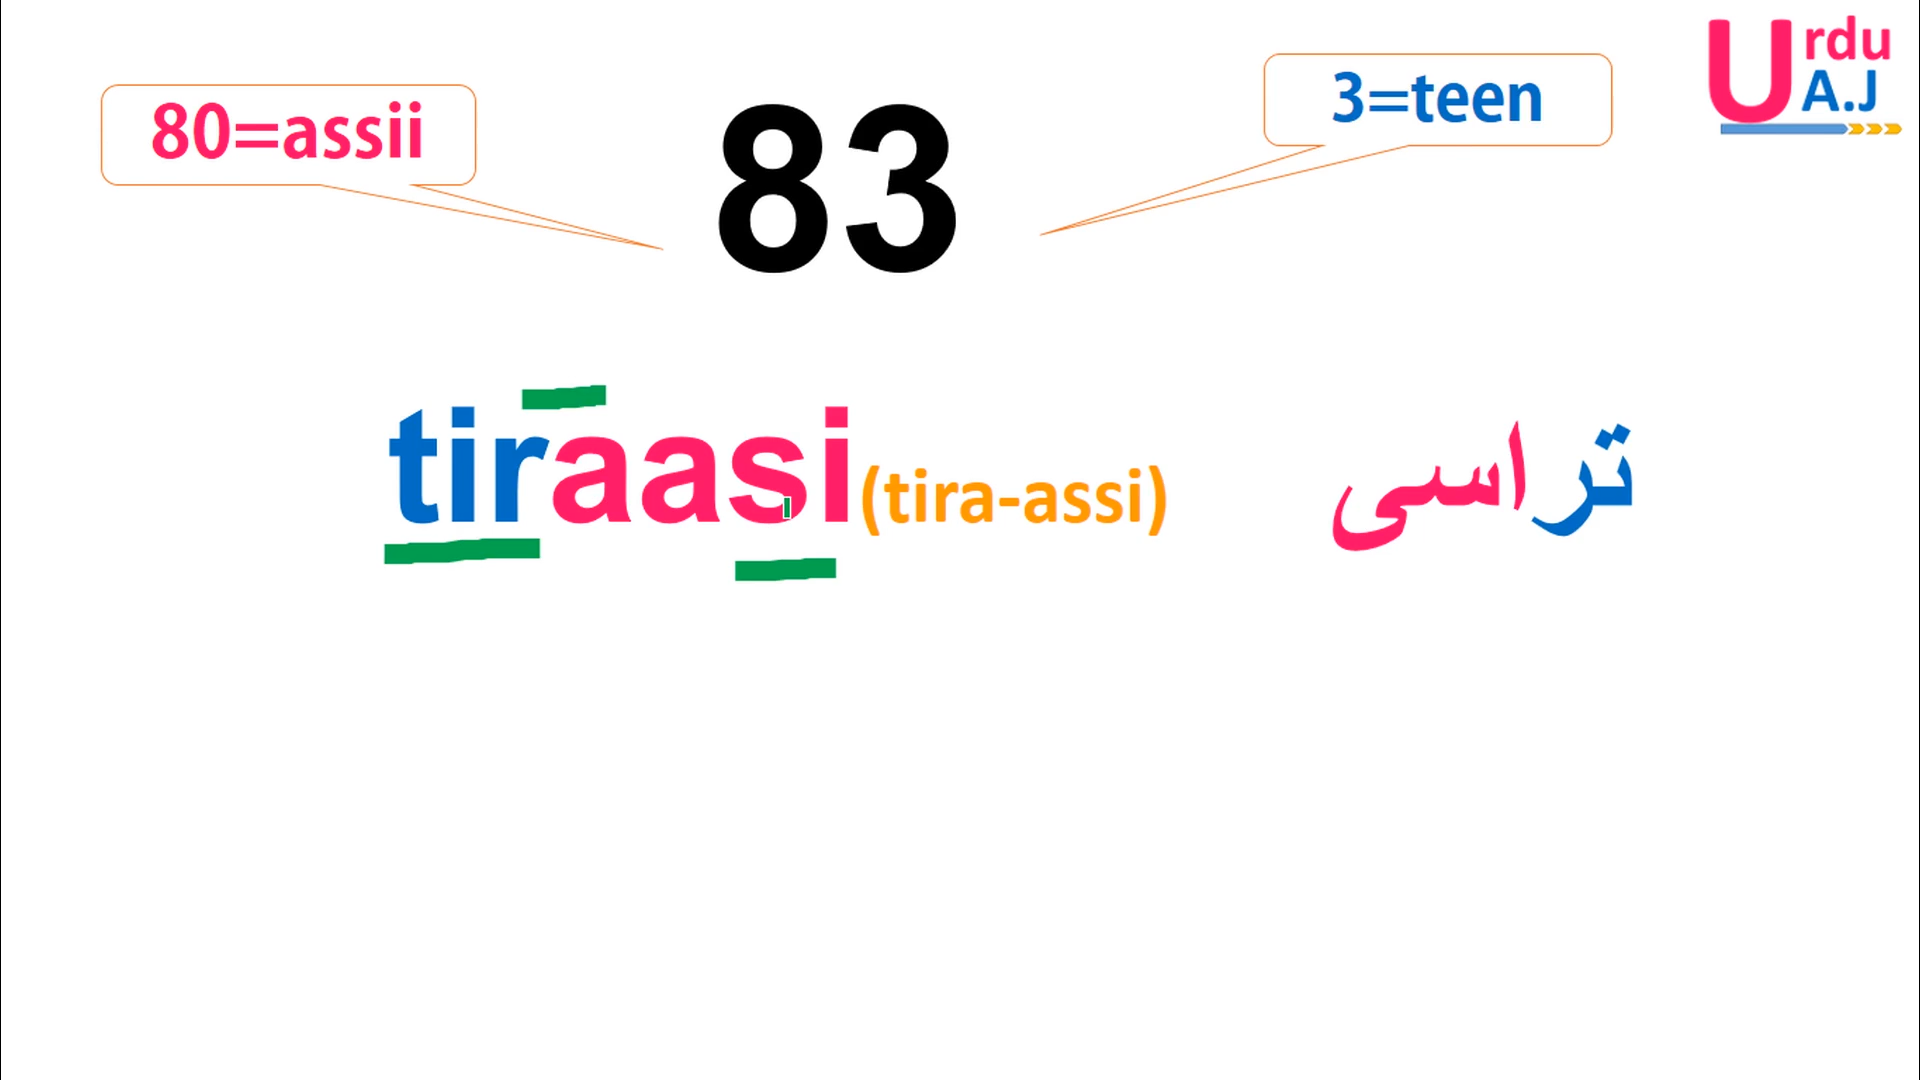 80=assii
83
3=teen
Urdu
A.J
tiraasi (tira-assi)
تراسی